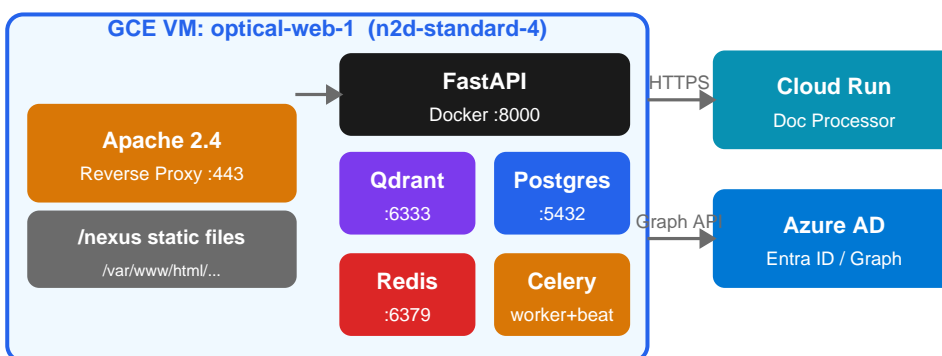 GCE VM: optical-web-1 (n2d-standard-4)
Apache 2.4
Reverse Proxy :443
/nexus static files
/var/www/html/...
FastAPI
Docker :8000
Qdrant
:6333
Postgres
:5432
Redis
:6379
Celery
worker+beat
HTTPS
Cloud Run
Doc Processor
Graph API
Azure AD
Entra ID / Graph